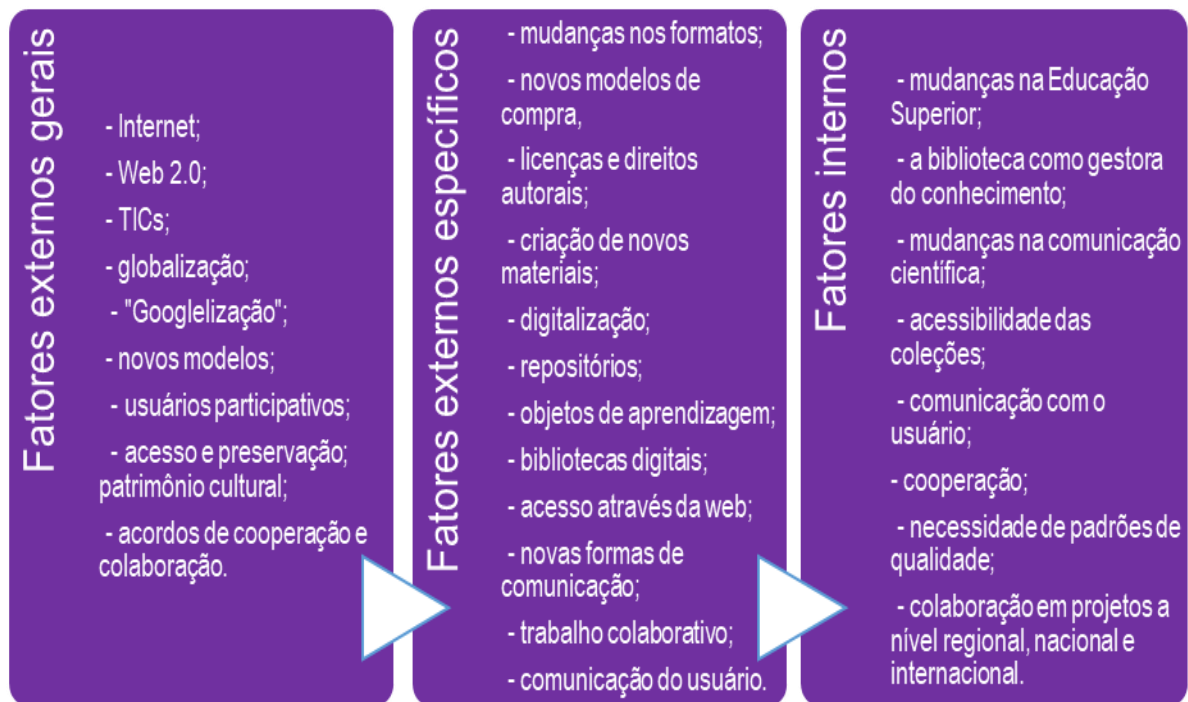 Fatores externos gerais
- Internet;
- Web 2.0;
- TICs;
- globalização;
- "Googlelização";
- novos modelos;
- usuários participativos;
- acesso e preservação;
patrimônio cultural;
- acordos de cooperação e
colaboração.
Fatores externos específicos
- mudanças nos formatos;
- novos modelos de
compra,
- licenças e direitos
autorais;
- criação de novos
materiais;
- digitalização;
- repositórios;
- objetos de aprendizagem;
- bibliotecas digitais;
- acesso através da web;
- novas formas de
comunicação;
- trabalho colaborativo;
- comunicação do usuário.
Fatores internos
- mudanças na Educação
Superior;
- a biblioteca como gestora
do conhecimento;
- mudanças na comunicação
científica;
- acessibilidade das
coleções;
- comunicação com o
usuário;
- cooperação;
- necessidade de padrões de
qualidade;
- colaboração em projetos a
nível regional, nacional e
internacional.